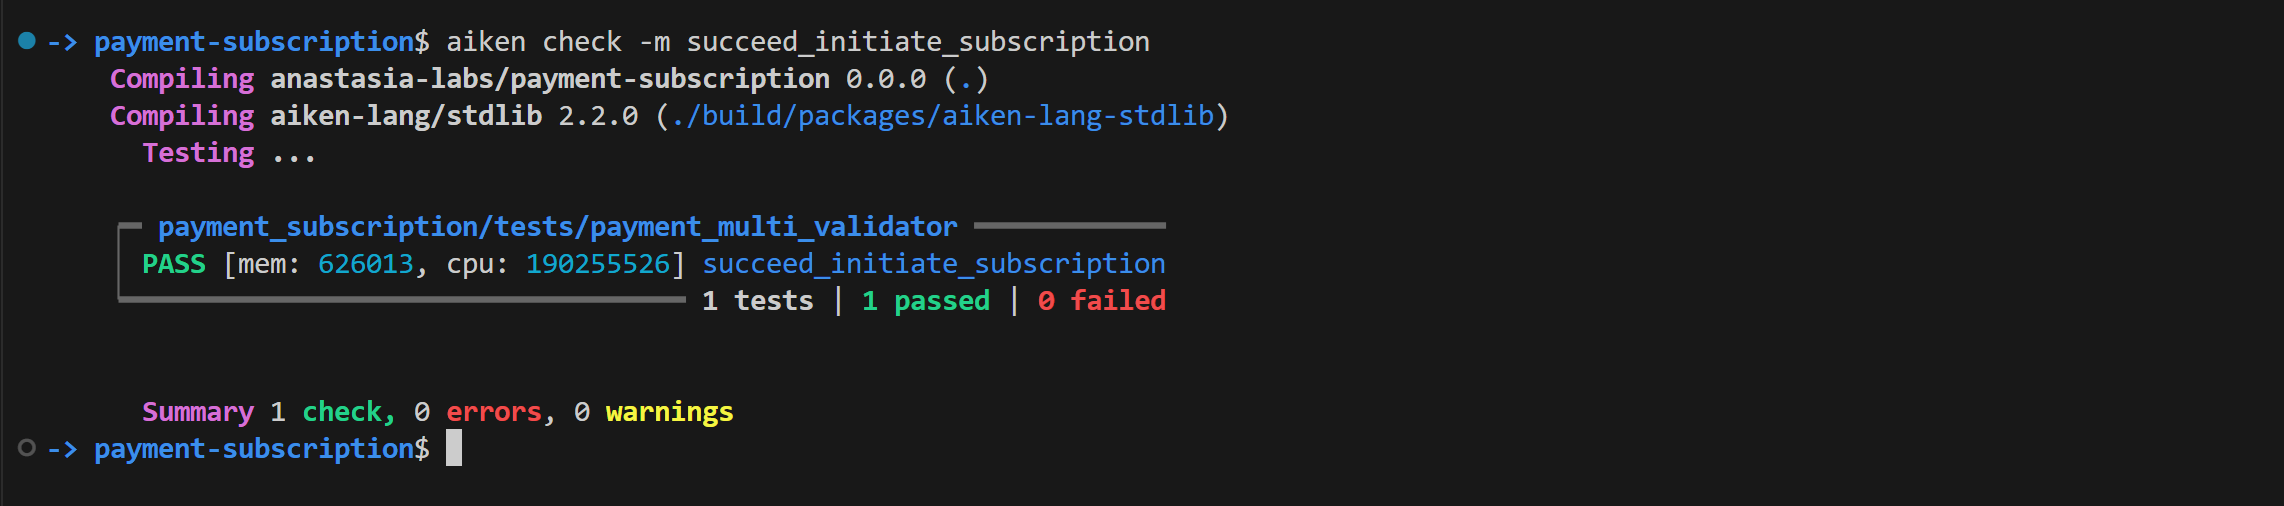 -> payment-subscription$ aiken check -m succeed_initiate_subscription
Compiling anastasia-labs/payment-subscription 0.0.0 (.)
Compiling aiken-lang/stdlib 2.2.0 (./build/packages/aiken-lang-stdlib)
Testing ...
payment_subscription/tests/payment_multi_validator
PASS [mem: 626013, cpu: 190255526] succeed_initiate_subscription
1 tests | 1 passed | 0 failed
Summary 1 check, 0 errors, 0 warnings
-> payment-subscription$